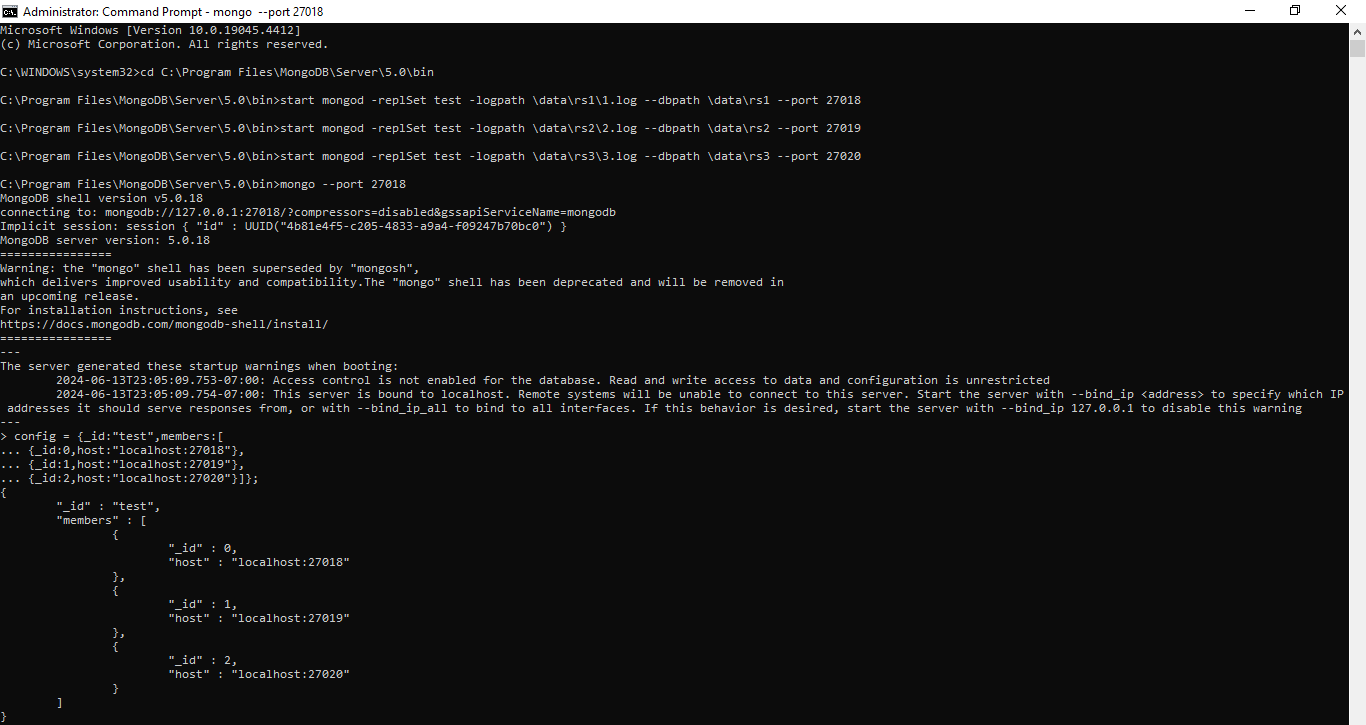 Administrator: Command Prompt - mongo  --port 27018
Microsoft Windows [Version 10.0.19045.4412]
(c) Microsoft Corporation. All rights reserved.
C:\WINDOWS\system32>cd C:\Program Files\MongoDB\Server\5.0\bin
C:\Program Files\MongoDB\Server\5.0\bin>start mongod -replSet test -logpath \data\rs1\1.log --dbpath \data\rs1 --port 27018
C:\Program Files\MongoDB\Server\5.0\bin>start mongod -replSet test -logpath \data\rs2\2.log --dbpath \data\rs2 --port 27019
C:\Program Files\MongoDB\Server\5.0\bin>start mongod -replSet test -logpath \data\rs3\3.log --dbpath \data\rs3 --port 27020
C:\Program Files\MongoDB\Server\5.0\bin>mongo --port 27018
MongoDB shell version v5.0.18
connecting to: mongodb://127.0.0.1:27018/?compressors=disabled&gssapiServiceName=mongodb
Implicit session: session { "id" : UUID("4b81e4f5-c205-4833-a9a4-f09247b70bc0") }
MongoDB server version: 5.0.18
================
Warning: the "mongo" shell has been superseded by "mongosh",
which delivers improved usability and compatibility.The "mongo" shell has been deprecated and will be removed in
an upcoming release.
For installation instructions, see
https://docs.mongodb.com/mongodb-shell/install/
================
---
The server generated these startup warnings when booting:
        2024-06-13T23:05:09.753-07:00: Access control is not enabled for the database. Read and write access to data and configuration is unrestricted
        2024-06-13T23:05:09.754-07:00: This server is bound to localhost. Remote systems will be unable to connect to this server. Start the server with --bind_ip <address> to specify which IP
 addresses it should serve responses from, or with --bind_ip_all to bind to all interfaces. If this behavior is desired, start the server with --bind_ip 127.0.0.1 to disable this warning
---
> config = {_id:"test",members:[
... {_id:0,host:"localhost:27018"},
... {_id:1,host:"localhost:27019"},
... {_id:2,host:"localhost:27020"}]};
{
        "_id" : "test",
        "members" : [
                {
                        "_id" : 0,
                        "host" : "localhost:27018"
                },
                {
                        "_id" : 1,
                        "host" : "localhost:27019"
                },
                {
                        "_id" : 2,
                        "host" : "localhost:27020"
                }
        ]
}